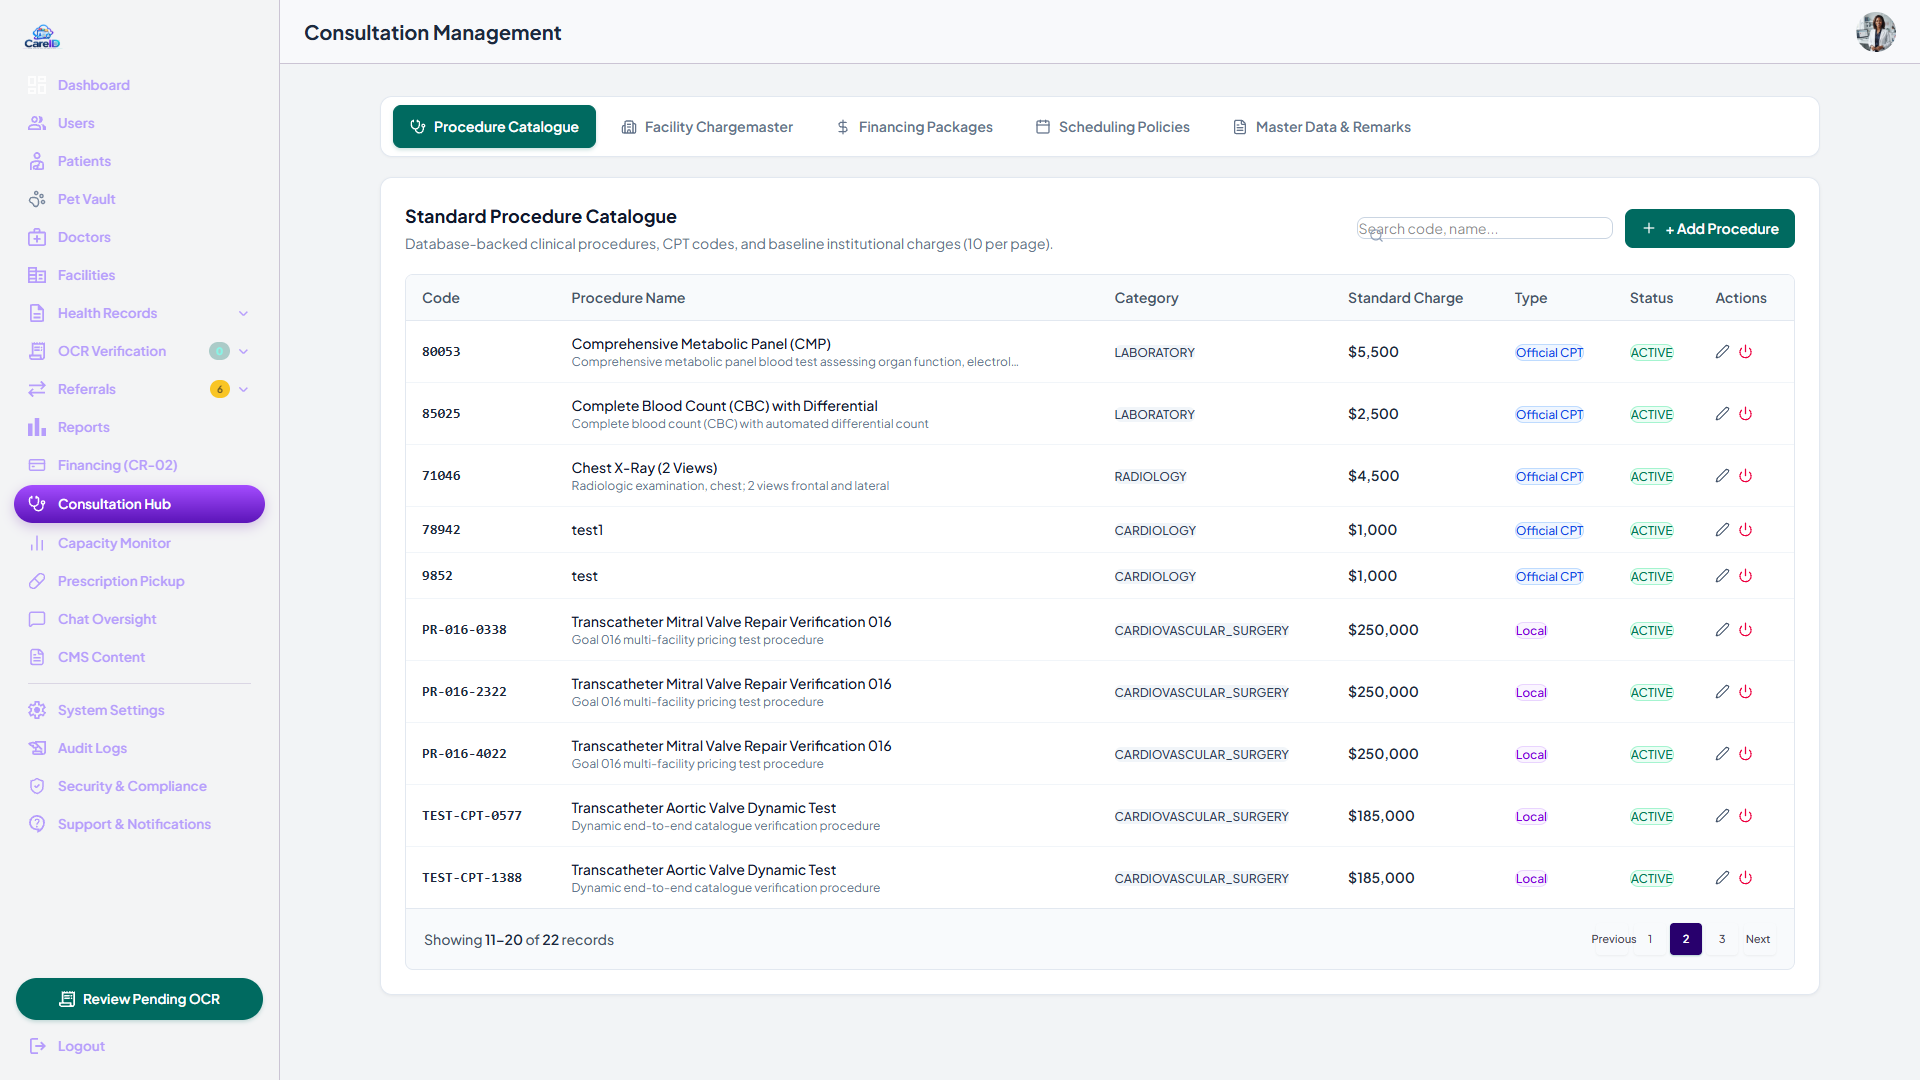 CareID
Consultation Management
Dashboard
Users
Patients
Pet Vault
Doctors
Facilities
Health Records
OCR Verification 0
Referrals 6
Reports
Financing (CR-02)
Consultation Hub
Capacity Monitor
Prescription Pickup
Chat Oversight
CMS Content
System Settings
Audit Logs
Security & Compliance
Support & Notifications
Review Pending OCR
Logout
Procedure Catalogue Facility Chargemaster Financing Packages Scheduling Policies Master Data & Remarks
Standard Procedure Catalogue
Database-backed clinical procedures, CPT codes, and baseline institutional charges (10 per page).
Search code, name...
+ + Add Procedure
Code Procedure Name Category Standard Charge Type Status Actions
80053 Comprehensive Metabolic Panel (CMP) LABORATORY $5,500 Official CPT ACTIVE
Comprehensive metabolic panel blood test assessing organ function, electrol...
85025 Complete Blood Count (CBC) with Differential LABORATORY $2,500 Official CPT ACTIVE
Complete blood count (CBC) with automated differential count
71046 Chest X-Ray (2 Views) RADIOLOGY $4,500 Official CPT ACTIVE
Radiologic examination, chest; 2 views frontal and lateral
78942 test1 CARDIOLOGY $1,000 Official CPT ACTIVE
9852 test CARDIOLOGY $1,000 Official CPT ACTIVE
PR-016-0338 Transcatheter Mitral Valve Repair Verification 016 CARDIOVASCULAR_SURGERY $250,000 Local ACTIVE
Goal 016 multi-facility pricing test procedure
PR-016-2322 Transcatheter Mitral Valve Repair Verification 016 CARDIOVASCULAR_SURGERY $250,000 Local ACTIVE
Goal 016 multi-facility pricing test procedure
PR-016-4022 Transcatheter Mitral Valve Repair Verification 016 CARDIOVASCULAR_SURGERY $250,000 Local ACTIVE
Goal 016 multi-facility pricing test procedure
TEST-CPT-0577 Transcatheter Aortic Valve Dynamic Test CARDIOVASCULAR_SURGERY $185,000 Local ACTIVE
Dynamic end-to-end catalogue verification procedure
TEST-CPT-1388 Transcatheter Aortic Valve Dynamic Test CARDIOVASCULAR_SURGERY $185,000 Local ACTIVE
Dynamic end-to-end catalogue verification procedure
Showing 11–20 of 22 records
Previous 1 2 3 Next